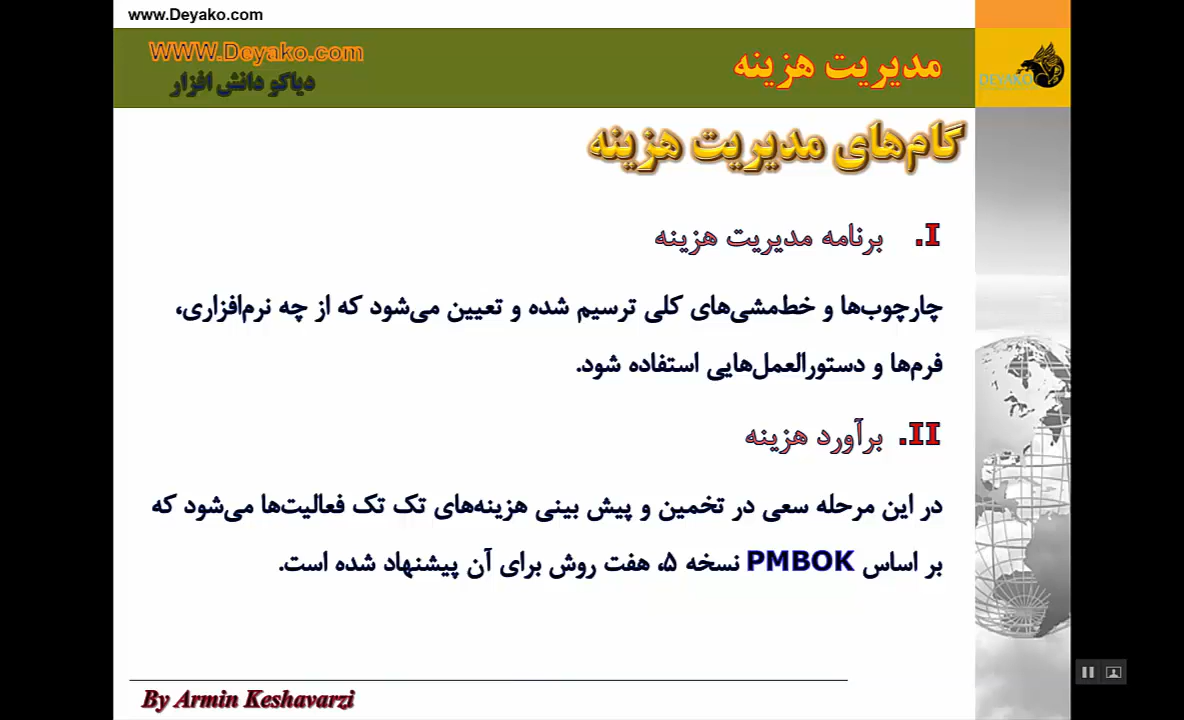 www.Deyako.com
WWW.Deyako.com
دیاکو دانش افزار
مدیریت هزینه
DEYAKO
گام‌های مدیریت هزینه
I. برنامه مدیریت هزینه
چارچوب‌ها و خط‌مشی‌های کلی ترسیم شده و تعیین می‌شود که از چه نرم‌افزاری،
فرم‌ها و دستورالعمل‌هایی استفاده شود.
II. برآورد هزینه
در این مرحله سعی در تخمین و پیش بینی هزینه‌های تک تک فعالیت‌ها می‌شود که
بر اساس PMBOK نسخه ۵، هفت روش برای آن پیشنهاد شده است.
By Armin Keshavarzi